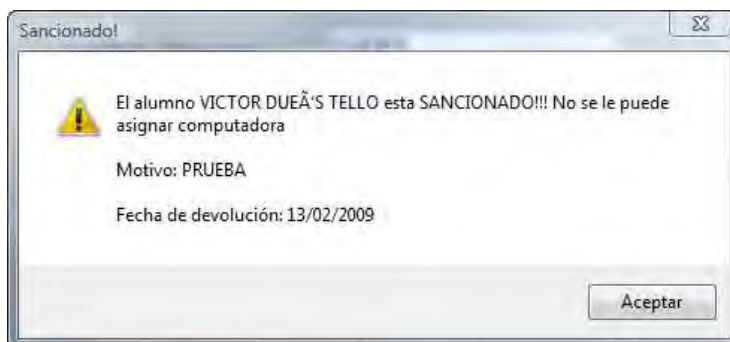 Sancionado!
El alumno VICTOR DUEÃ‘S TELLO esta SANCIONADO!!! No se le puede
asignar computadora
Motivo: PRUEBA
Fecha de devolución: 13/02/2009
Aceptar